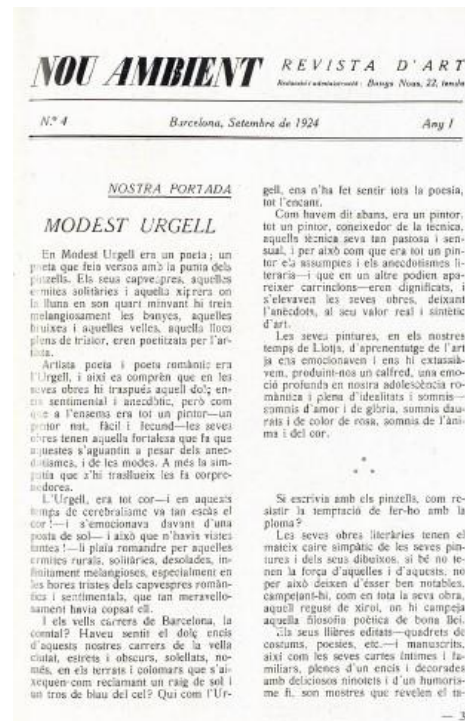 NOU AMBIENT
REVISTA D'ART
Redacció i administració: Banys Nous, 22, tenda
N.º 4
Barcelona, Setembre de 1924
Any I
NOSTRA PORTADA
MODEST URGELL
En Modest Urgell era un poeta; un
poeta que feia versos amb la punta dels
pinzells. Els seus capvespres, aquelles
ermites solitàries i aquells xiprers on
la lluna en son quart minvant hi treia
melangiosament les banyes, aquelles
bruixes i aquelles velles, aquells llocs
plens de tristor, eren poetitzats per l'ar-
tista.
Artista poeta i poeta romàntic era
l'Urgell, i així es comprèn que en les
seves obres hi traspués aquell dolç en-
sentimental i anecdòtic, però com
que a l'ensems era tot un pintor—un
pintor nat, fàcil i fecund—les seves
obres tenen aquella fortalesa que fa que
aquestes s'aguantin a pesar dels anec-
dotismes, i de les modes. A més la sim-
patia que s'hi traslluеix les fa corpre-
nedores.
L'Urgell, era tot cor—i en aquests
temps de cerebralisme va tan escàs el
cor!—i s'emocionava davant d'una
posta de sol—i això que n'havia vistes
tantes!—li plaïa romandre per aquelles
ermites rurals, solitàries, desolades, in-
finitament melangioses, especialment en
les hores tristes dels capvespres romàn-
tics i sentimentals, que tan meravello-
sament havia copsat ell.
I els vells carrers de Barcelona, la
comtal? Haveu sentit el dolç encís
d'aquests nostres carrers de la vella
ciutat, estrets i obscurs, solellats, no-
més, en els terrats i colomars que s'ai-
xequen com reclamant un raig de sol i
un tros de blau del cel? Qui com l'Ur-
gell, ens n'ha fet sentir tota la poesia,
tot l'encant.
Com havem dit abans, era un pintor,
tot un pintor, coneixedor de la tècnica,
aquella tècnica seva tan pastosa i sen-
sual, i per això com que era tot un pin-
tor els assumptes i els anecdotismes li-
teraris—i que en un altre podien apa-
reixer carrinclons—eren dignificats, i
s'elevaven les seves obres, deixant
l'anècdota, al seu valor real i sintètic
d'art.
Les seves pintures, en els nostres
temps de Llotja, d'aprenentatge de l'art
ja ens emocionaven i ens hi extasià-
vem, produint-nos un calfred, una emo-
ció profunda en nostra adolescència ro-
màntica i plena d'idealitats i somnis—
somnis d'amor i de glòria, somnis dau-
rats i de color de rosa, somnis de l'àni-
ma i del cor.
* * *
Si escrivia amb els pinzells, com re-
sistir la temptació de fer-ho amb la
ploma?
Les seves obres literàries tenen el
mateix caire simpàtic de les seves pin-
tures i dels seus dibuixos, si bé no te-
nen la força d'aquelles i d'aquests, no
per això deixen d'ésser ben notables,
campejant-hi, com en tota la seva obra,
aquell regust de xiroi, on hi campeja
aquella filosofia poètica de bona llei.
Els seus llibres editats—quadrets de
costums, poesies, etc.—i manuscrits,
així com les seves cartes íntimes i fa-
miliars, plenes d'un encís i decorades
amb deliciosos ninotets i d'un humoris-
me fi, son mostres que revelen el ta-